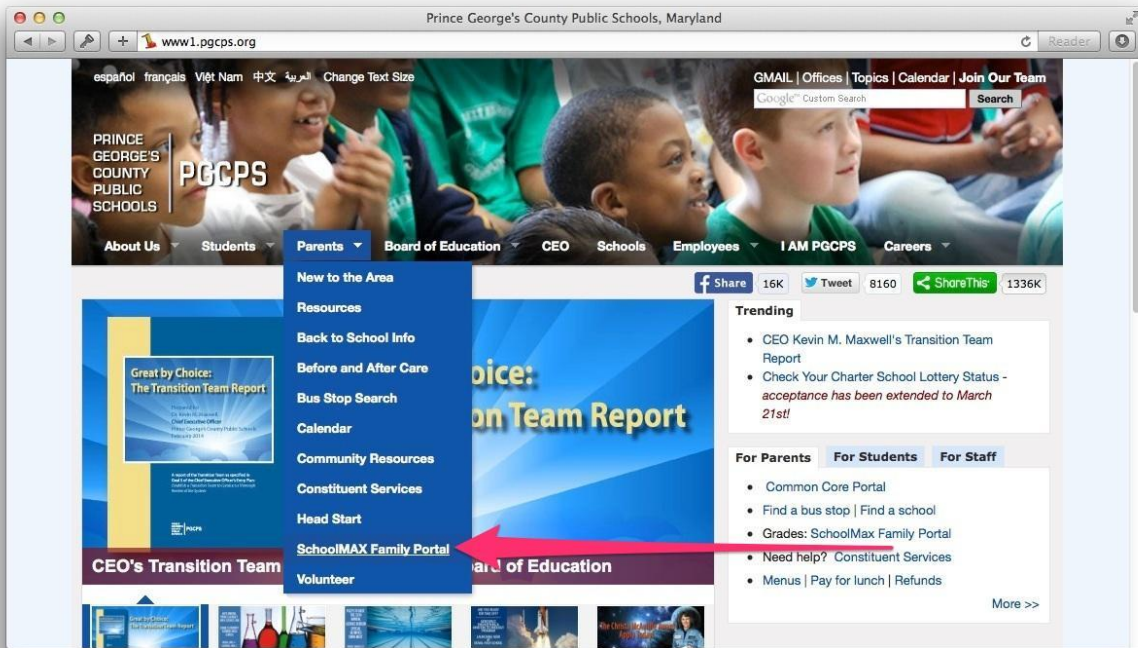 Prince George's County Public Schools, Maryland
www1.pgcps.org
Reader
español français Việt Nam 中文 العربية Change Text Size
GMAIL | Offices | Topics | Calendar | Join Our Team
Google™ Custom Search
Search
PRINCE
GEORGE'S
COUNTY
PUBLIC
SCHOOLS
PGCPS
About Us Students Parents Board of Education CEO Schools Employees I AM PGCPS Careers
New to the Area
Resources
Back to School Info
Before and After Care
Bus Stop Search
Calendar
Community Resources
Constituent Services
Head Start
SchoolMAX Family Portal
Volunteer
Share 16K Tweet 8160 ShareThis 1336K
Great by Choice:
The Transition Team Report
Chief Executive Officer
February 2014
PGCPS
oice:
on Team Report
CEO's Transition Team
ard of Education
Trending
CEO Kevin M. Maxwell's Transition Team
Report
Check Your Charter School Lottery Status -
acceptance has been extended to March
21st!
For Parents For Students For Staff
Common Core Portal
Find a bus stop | Find a school
Grades: SchoolMax Family Portal
Need help? Constituent Services
Menus | Pay for lunch | Refunds
More >>